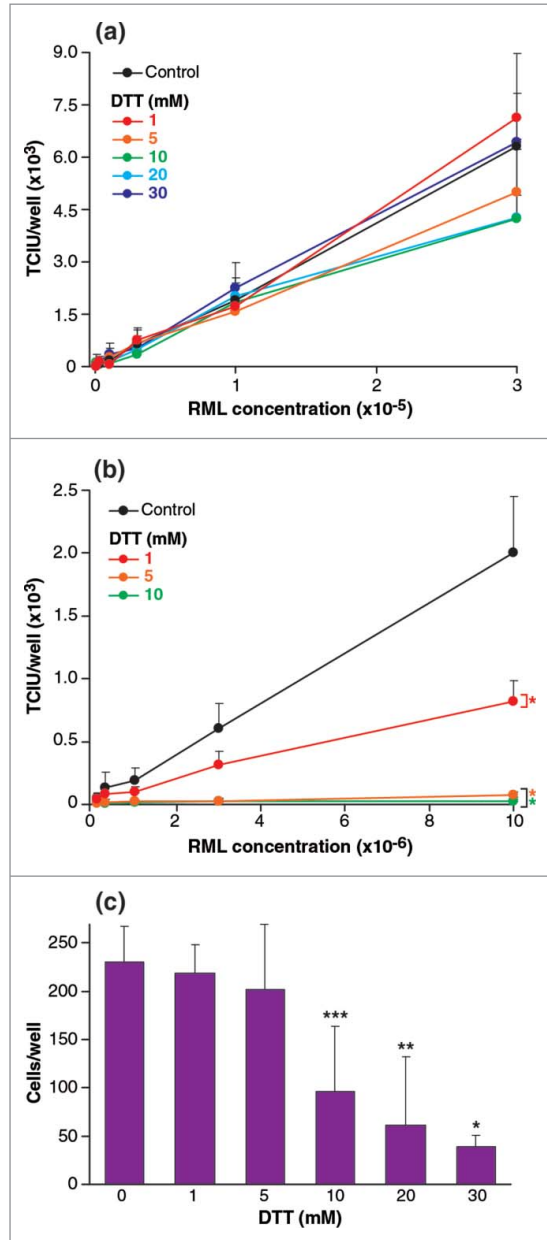 (a)
9.0
7.5
6.0
4.5
3.0
1.5
0
TCIU/well (x10³)
Control
DTT (mM)
1
5
10
20
30
0 1 2 3
RML concentration (x10⁻⁵)
(b)
2.5
2.0
1.5
1.0
0.5
0
TCIU/well (x10³)
Control
DTT (mM)
1
5
10
*
*
*
0 2 4 6 8 10
RML concentration (x10⁻⁶)
(c)
250
200
150
100
50
0
Cells/well
***
**
*
0 1 5 10 20 30
DTT (mM)